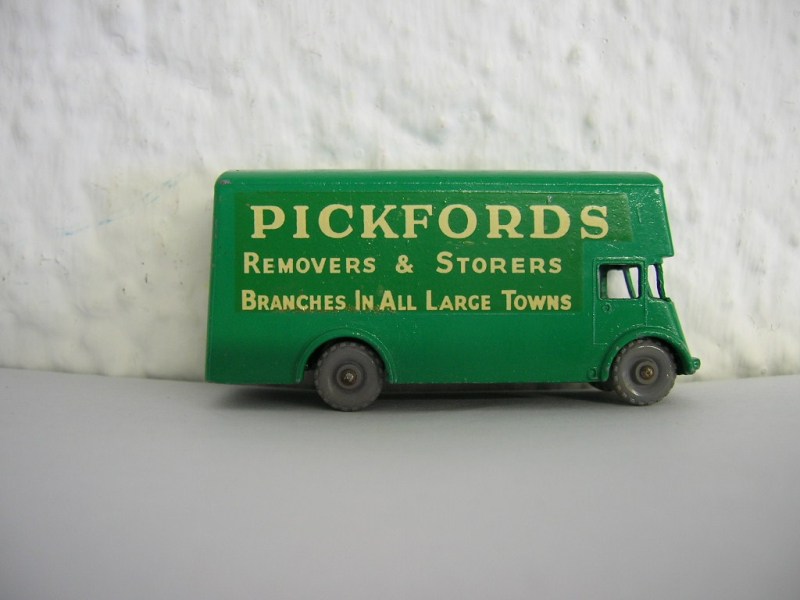 PICKFORDS
REMOVERS & STORERS
BRANCHES IN ALL LARGE TOWNS